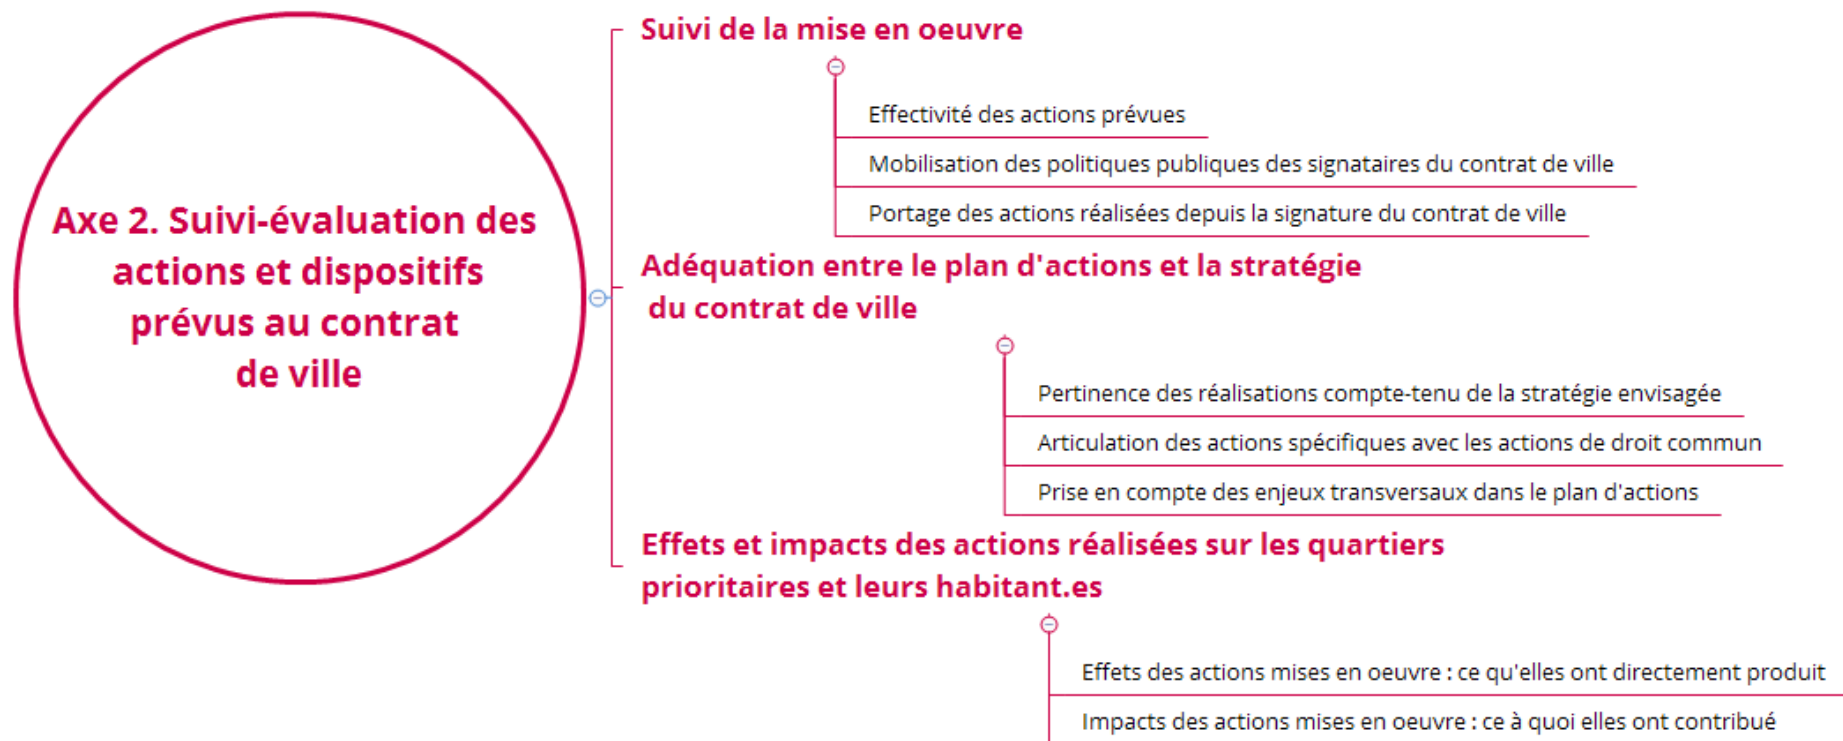 Axe 2. Suivi-évaluation des
actions et dispositifs
prévus au contrat
de ville
Suivi de la mise en oeuvre
Effectivité des actions prévues
Mobilisation des politiques publiques des signataires du contrat de ville
Portage des actions réalisées depuis la signature du contrat de ville
Adéquation entre le plan d'actions et la stratégie
du contrat de ville
Pertinence des réalisations compte-tenu de la stratégie envisagée
Articulation des actions spécifiques avec les actions de droit commun
Prise en compte des enjeux transversaux dans le plan d'actions
Effets et impacts des actions réalisées sur les quartiers
prioritaires et leurs habitant.es
Effets des actions mises en oeuvre : ce qu'elles ont directement produit
Impacts des actions mises en oeuvre : ce à quoi elles ont contribué